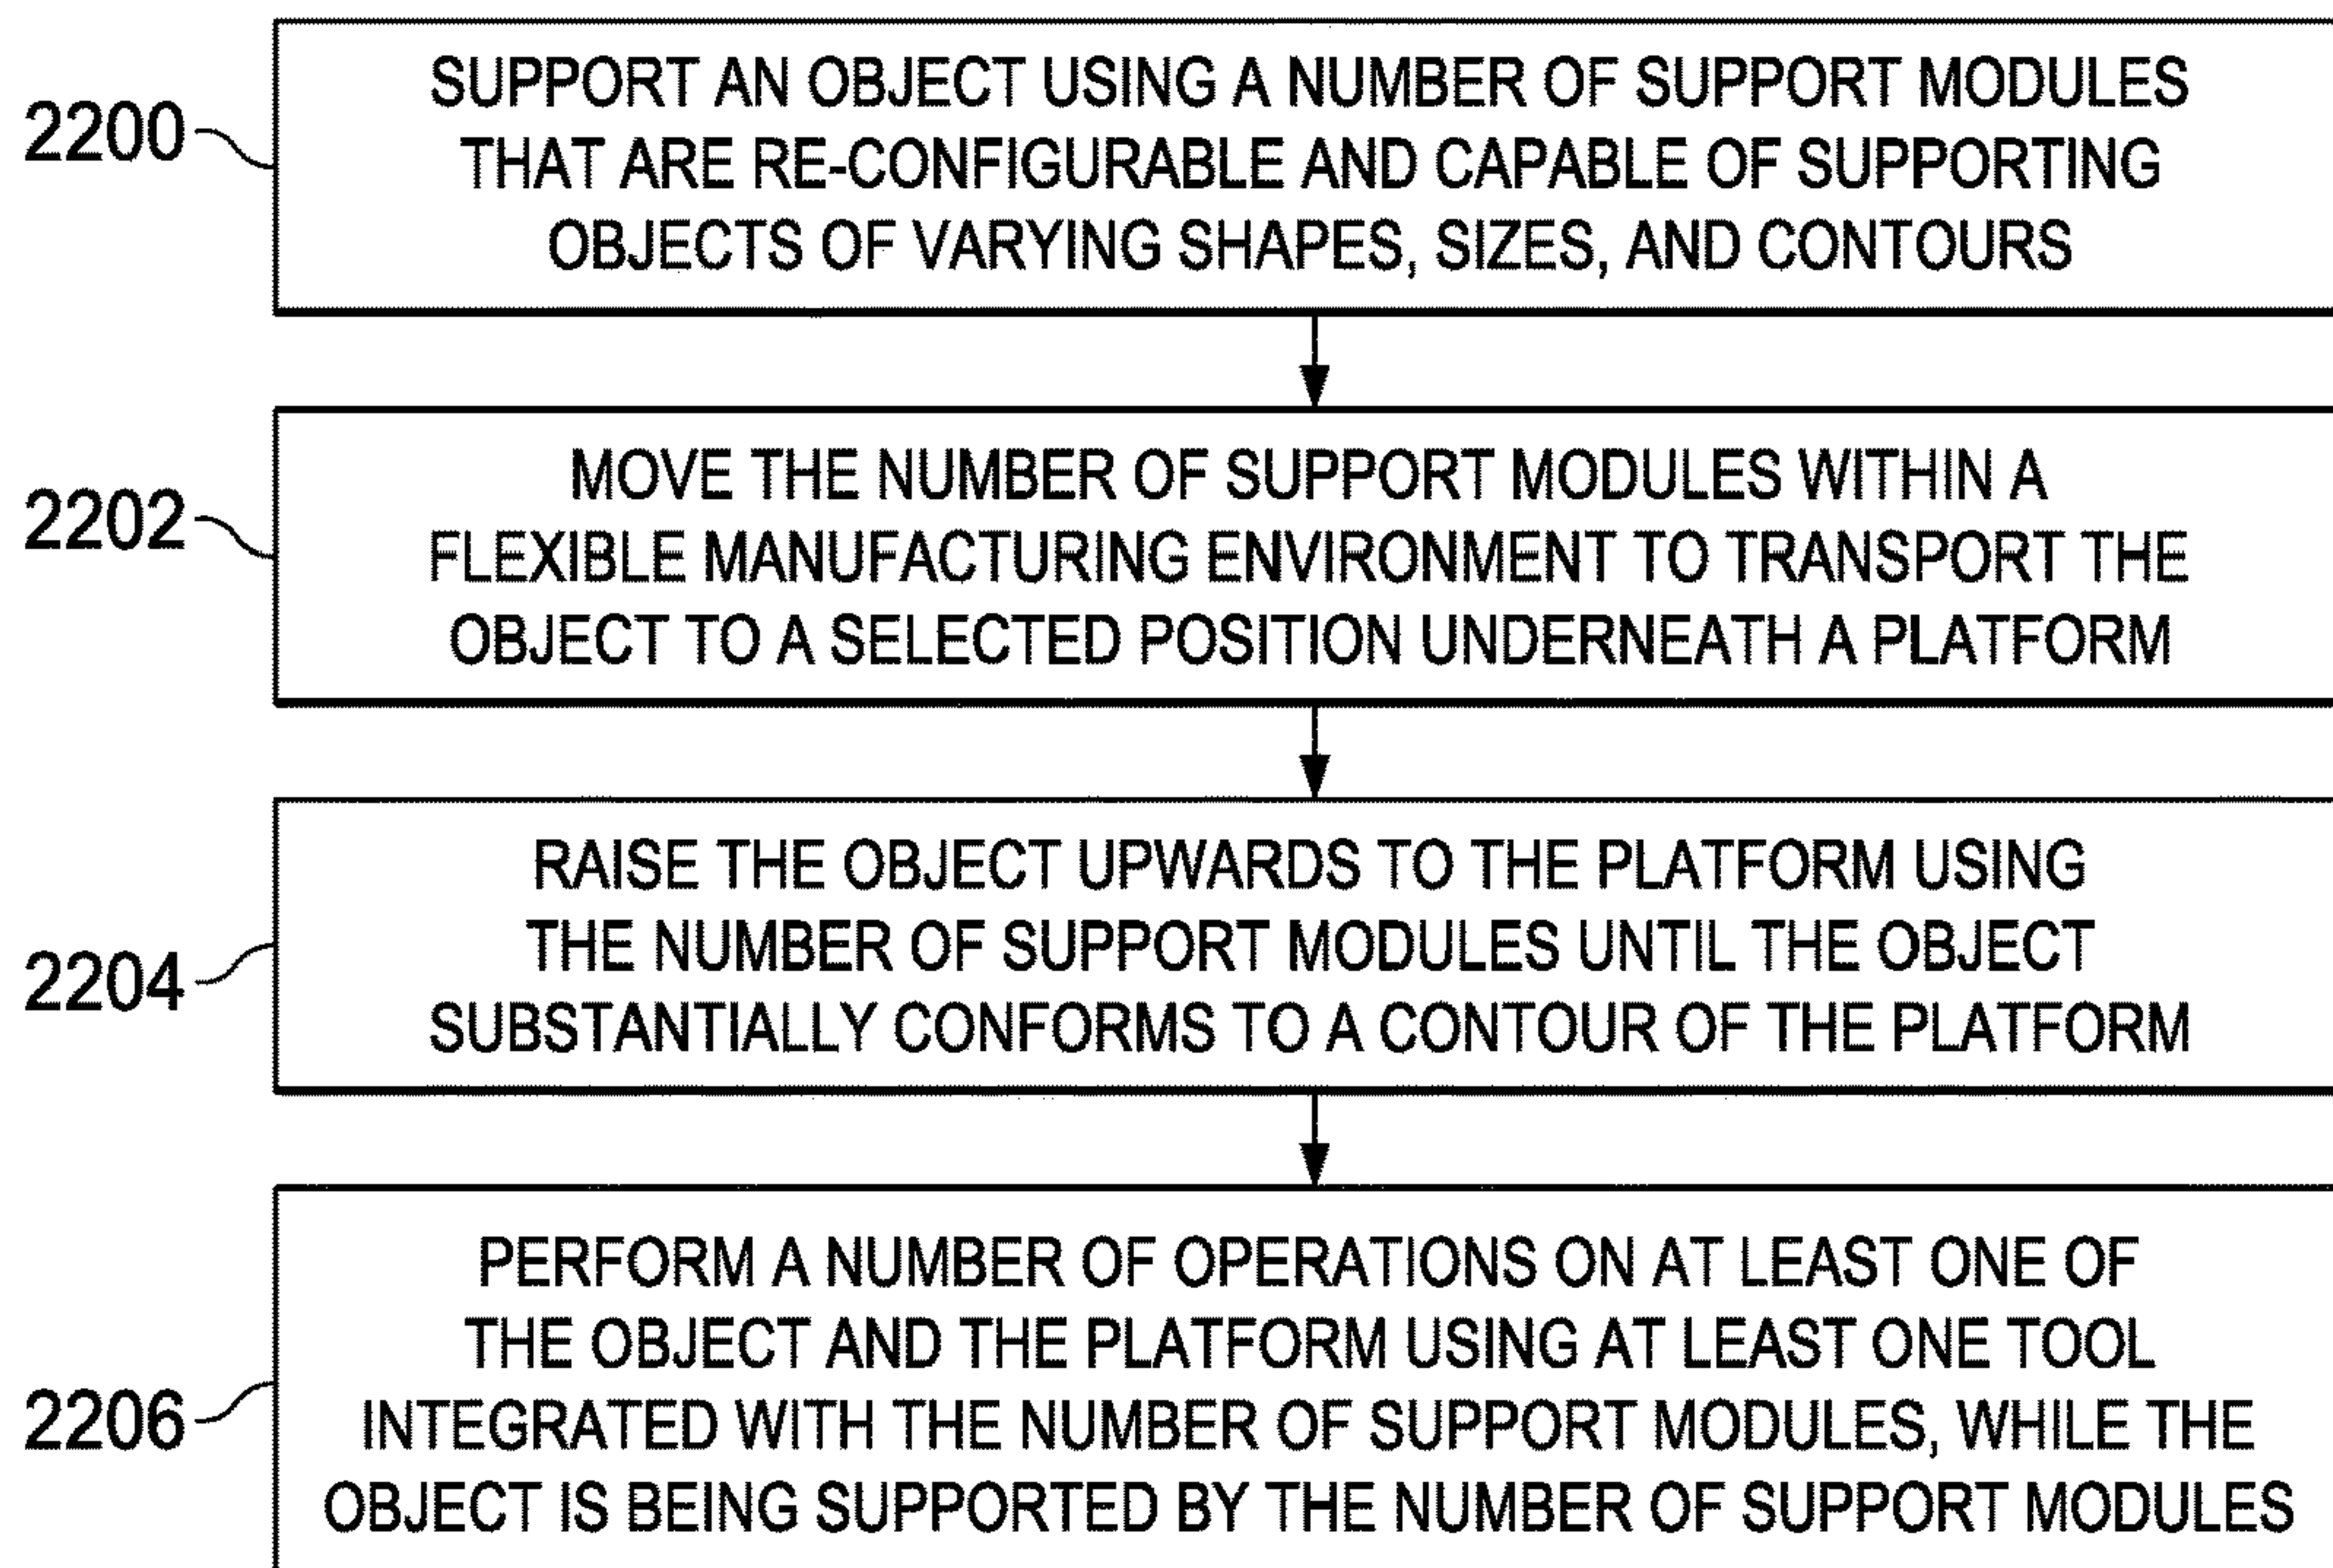 2200
SUPPORT AN OBJECT USING A NUMBER OF SUPPORT MODULES
THAT ARE RE-CONFIGURABLE AND CAPABLE OF SUPPORTING
OBJECTS OF VARYING SHAPES, SIZES, AND CONTOURS
2202
MOVE THE NUMBER OF SUPPORT MODULES WITHIN A
FLEXIBLE MANUFACTURING ENVIRONMENT TO TRANSPORT THE
OBJECT TO A SELECTED POSITION UNDERNEATH A PLATFORM
2204
RAISE THE OBJECT UPWARDS TO THE PLATFORM USING
THE NUMBER OF SUPPORT MODULES UNTIL THE OBJECT
SUBSTANTIALLY CONFORMS TO A CONTOUR OF THE PLATFORM
2206
PERFORM A NUMBER OF OPERATIONS ON AT LEAST ONE OF
THE OBJECT AND THE PLATFORM USING AT LEAST ONE TOOL
INTEGRATED WITH THE NUMBER OF SUPPORT MODULES, WHILE THE
OBJECT IS BEING SUPPORTED BY THE NUMBER OF SUPPORT MODULES